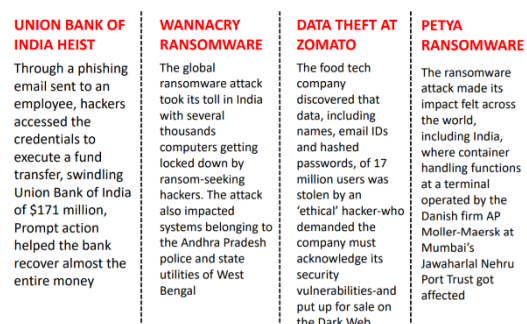 UNION BANK OF
INDIA HEIST
Through a phishing
email sent to an
employee, hackers
accessed the
credentials to
execute a fund
transfer, swindling
Union Bank of India
of $171 million,
Prompt action
helped the bank
recover almost the
entire money
WANNACRY
RANSOMWARE
The global
ransomware attack
took its toll in India
with several
thousands
computers getting
locked down by
ransom-seeking
hackers. The attack
also impacted
systems belonging to
the Andhra Pradesh
police and state
utilities of West
Bengal
DATA THEFT AT
ZOMATO
The food tech
company
discovered that
data, including
names, email IDs
and hashed
passwords, of 17
million users was
stolen by an
‘ethical’ hacker-who
demanded the
company must
acknowledge its
security
vulnerabilities-and
put up for sale on
the Dark Web
PETYA
RANSOMWARE
The ransomware
attack made its
impact felt across
the world,
including India,
where container
handling functions
at a terminal
operated by the
Danish firm AP
Moller-Maersk at
Mumbai’s
Jawaharlal Nehru
Port Trust got
affected